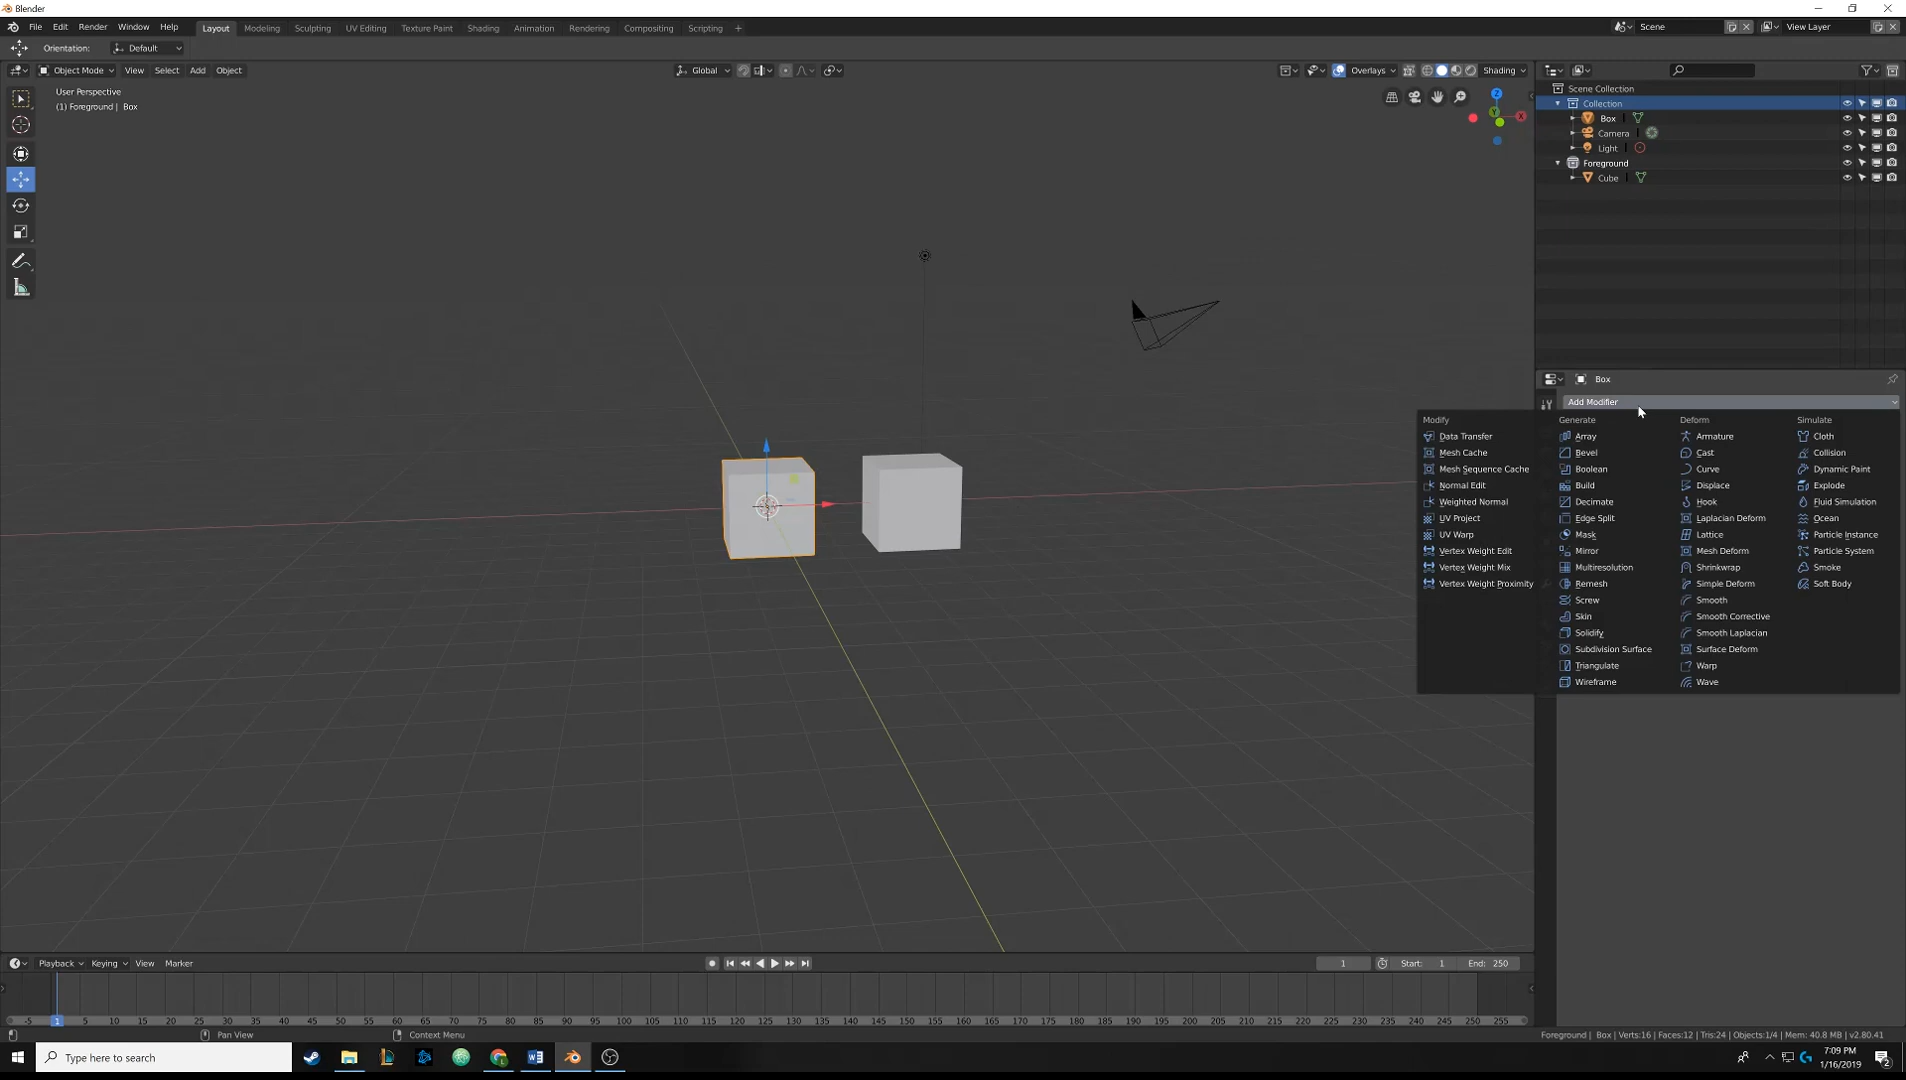 Blender
File Edit Render Window Help Layout Modeling Sculpting UV Editing Texture Paint Shading Animation Rendering Compositing Scripting + Scene View Layer
Orientation: Default
Object Mode View Select Add Object Global Overlays Shading
User Perspective
(1) Foreground | Box
Scene Collection
Collection
Box
Camera
Light
Foreground
Cube
Box
Add Modifier
Modify
Data Transfer
Mesh Cache
Mesh Sequence Cache
Normal Edit
Weighted Normal
UV Project
UV Warp
Vertex Weight Edit
Vertex Weight Mix
Vertex Weight Proximity
Generate
Array
Bevel
Boolean
Build
Decimate
Edge Split
Mask
Mirror
Multiresolution
Remesh
Screw
Skin
Solidify
Subdivision Surface
Triangulate
Wireframe
Deform
Armature
Cast
Curve
Displace
Hook
Laplacian Deform
Lattice
Mesh Deform
Shrinkwrap
Simple Deform
Smooth
Smooth Corrective
Smooth Laplacian
Surface Deform
Warp
Wave
Simulate
Cloth
Collision
Dynamic Paint
Explode
Fluid Simulation
Ocean
Particle Instance
Particle System
Smoke
Soft Body
Playback Keying View Marker 1 Start: 1 End: 250
-5 1 5 10 15 20 25 30 35 40 45 50 55 60 65 70 75 80 85 90 95 100 105 110 115 120 125 130 135 140 145 150 155 160 165 170 175 180 185 190 195 200 205 210 215 220 225 230 235 240 245 250 255
Pan View Context Menu Foreground | Box | Verts:16 | Faces:12 | Tris:24 | Objects:1/4 | Mem: 40.8 MB | v2.80.41
Type here to search
7:09 PM
1/16/2019
2